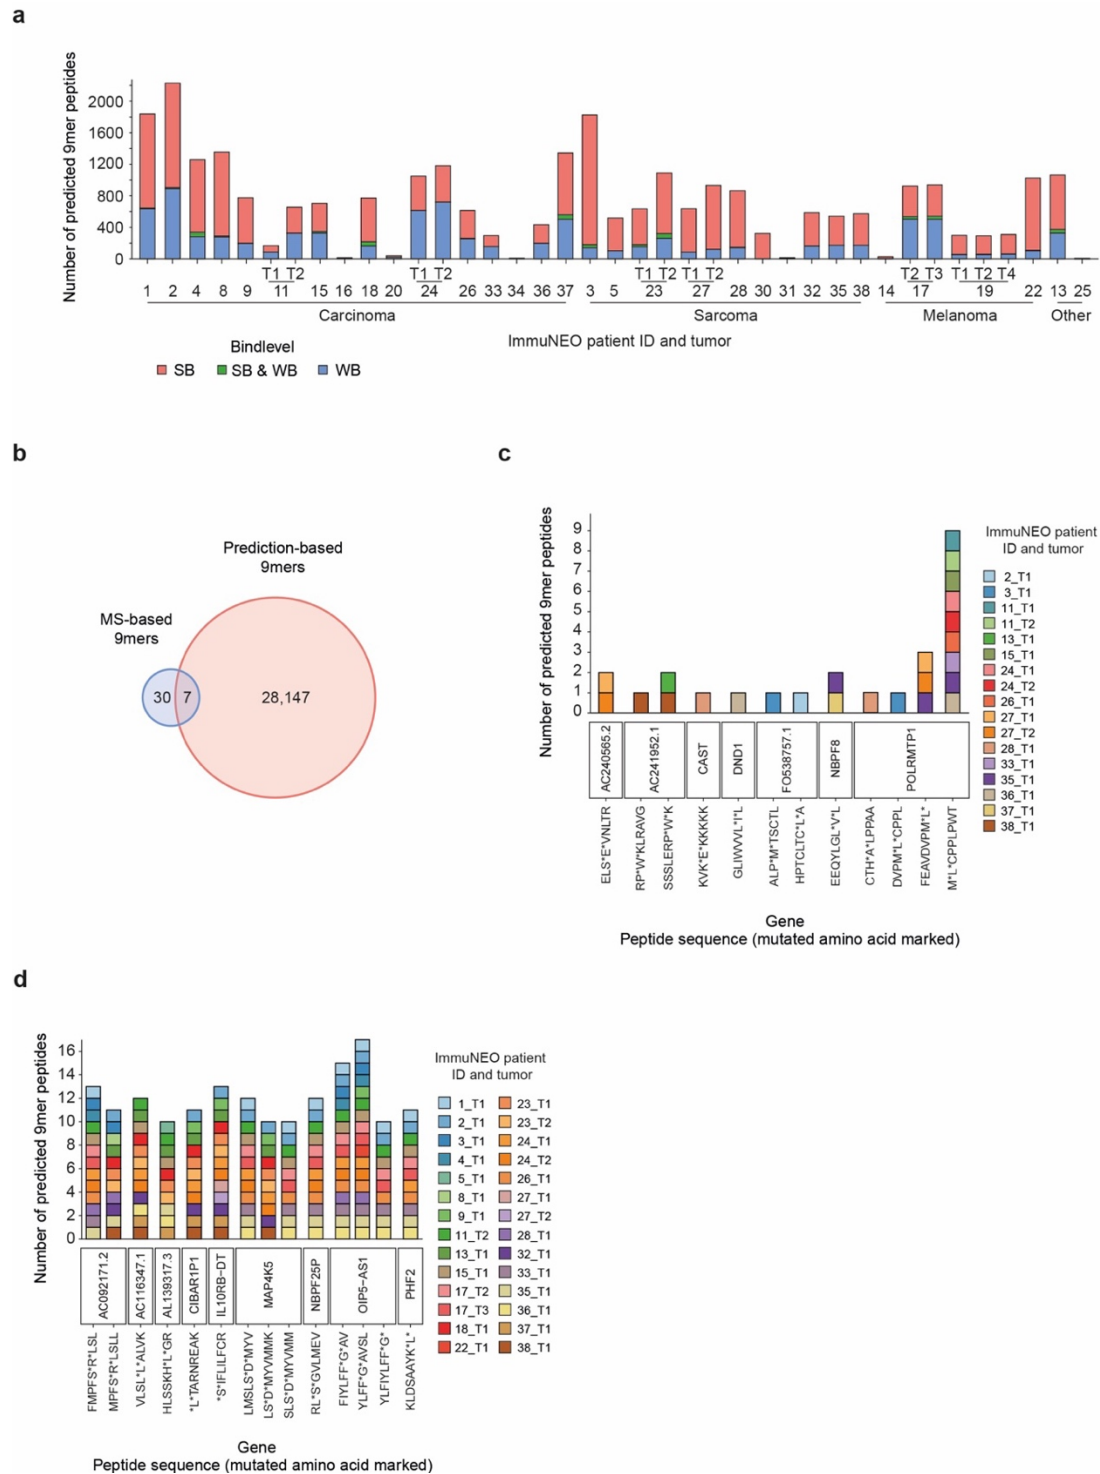 a
Number of predicted 9mer peptides
2000
1600
1200
800
400
0
T1 T2 T1 T2 T1 T2 T1 T2 T2 T3 T1 T2 T4
1 2 4 8 9 11 15 16 18 20 24 26 33 34 36 37 3 5 23 27 28 30 31 32 35 38 14 17 19 22 13 25
Carcinoma Sarcoma Melanoma Other
ImmuNEO patient ID and tumor
Bindlevel
SB SB & WB WB
b
Prediction-based
9mers
MS-based
9mers
30 7 28,147
c
Number of predicted 9mer peptides
9
8
7
6
5
4
3
2
1
0
AC240565.2 AC241952.1 CAST DND1 FO538757.1 NBPF8 POLRMTP1
ELS*E*VNLTR RP*W*KLRAVG SSSLERP*W*K KVK*E*KKKKK GLIWVVL*I*L ALP*M*TSCTL HPTCLTC*L*A EEQYLGL*V*L CTH*A*LPPAA DVPM*L*CPPL FEAVDVPM*L* M*L*CPPLPWT
Gene
Peptide sequence (mutated amino acid marked)
ImmuNEO patient
ID and tumor
2_T1
3_T1
11_T1
11_T2
13_T1
15_T1
24_T1
24_T2
26_T1
27_T1
27_T2
28_T1
33_T1
35_T1
36_T1
37_T1
38_T1
d
Number of predicted 9mer peptides
16
14
12
10
8
6
4
2
0
AC092171.2 AC116347.1 AL139317.3 CIBAR1P1 IL10RB-DT MAP4K5 NBPF25P OIP5-AS1 PHF2
FMPFS*R*LSL MPFS*R*LSLL VLSL*L*ALVK HLSSKH*L*GR *L*TARNREAK *S*IFLILFCR LMSLS*D*MYV LS*D*MYVMMK SLS*D*MYVMM RL*S*GVLMEV FIYLFF*G*AV YLFF*G*AVSL YLFIYLFF*G* KLDSAAYK*L*
Gene
Peptide sequence (mutated amino acid marked)
ImmuNEO patient
ID and tumor
1_T1 23_T1
2_T1 23_T2
3_T1 24_T1
4_T1 24_T2
5_T1 26_T1
8_T1 27_T1
9_T1 27_T2
11_T2 28_T1
13_T1 32_T1
15_T1 33_T1
17_T2 35_T1
17_T3 36_T1
18_T1 37_T1
22_T1 38_T1